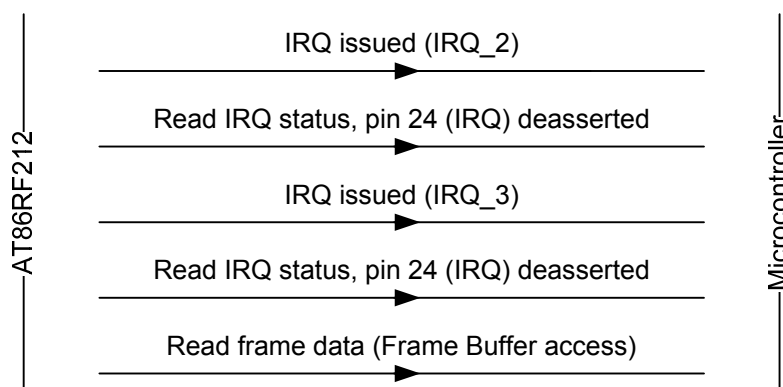 IRQ issued (IRQ_2)
Read IRQ status, pin 24 (IRQ) deasserted
IRQ issued (IRQ_3)
Read IRQ status, pin 24 (IRQ) deasserted
Read frame data (Frame Buffer access)
AT86RF212
Microcontroller